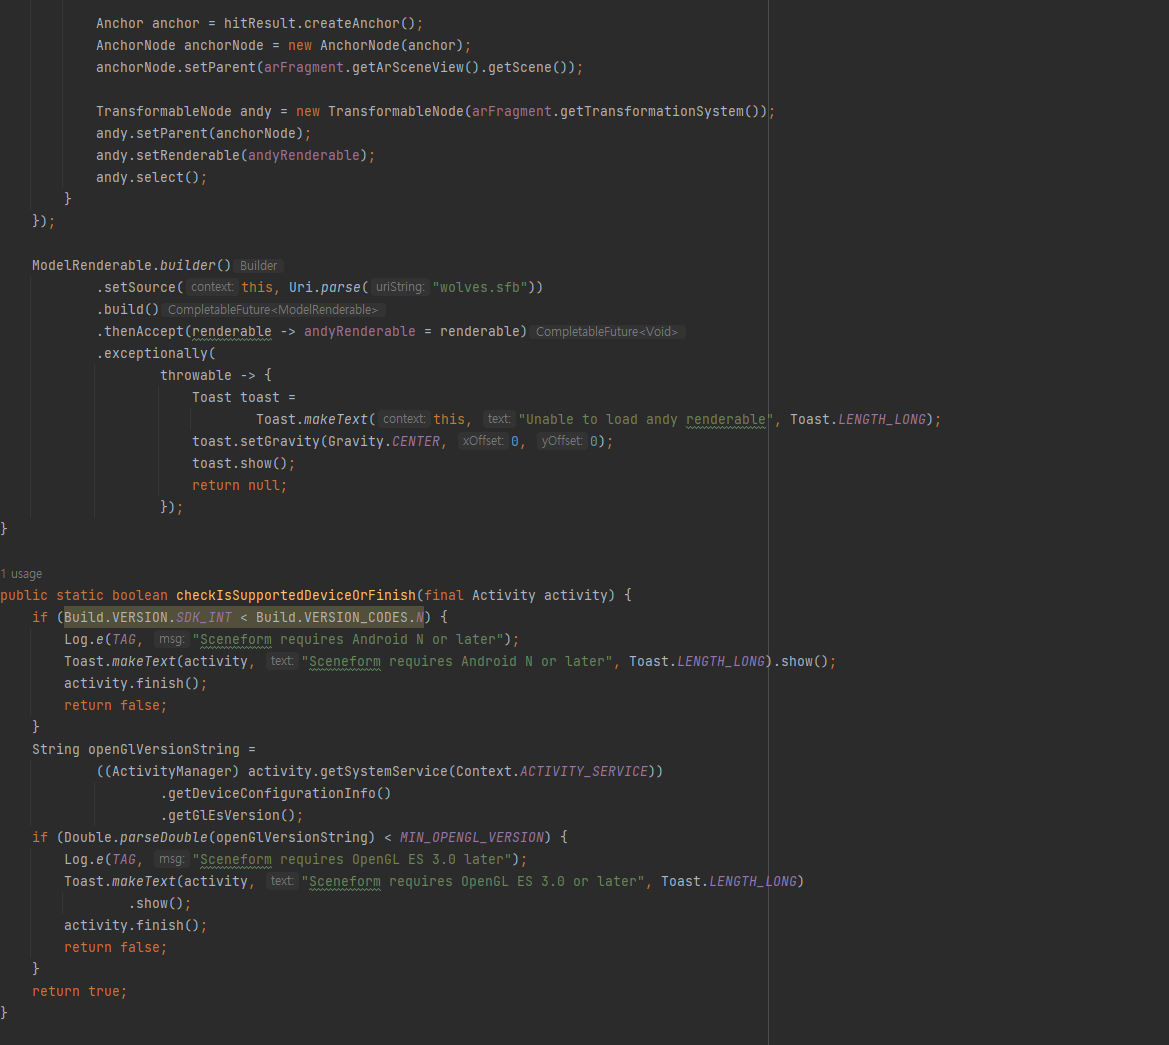 Anchor anchor = hitResult.createAnchor();
AnchorNode anchorNode = new AnchorNode(anchor);
anchorNode.setParent(arFragment.getArSceneView().getScene());
TransformableNode andy = new TransformableNode(arFragment.getTransformationSystem());
andy.setParent(anchorNode);
andy.setRenderable(andyRenderable);
andy.select();
}
});
ModelRenderable.builder() Builder
.setSource( context: this, Uri.parse( uriString: "wolves.sfb"))
.build() CompletableFuture<ModelRenderable>
.thenAccept(renderable -> andyRenderable = renderable) CompletableFuture<Void>
.exceptionally(
throwable -> {
Toast toast =
Toast.makeText( context: this, text: "Unable to load andy renderable", Toast.LENGTH_LONG);
toast.setGravity(Gravity.CENTER, xOffset: 0, yOffset: 0);
toast.show();
return null;
});
}
1 usage
public static boolean checkIsSupportedDeviceOrFinish(final Activity activity) {
if (Build.VERSION.SDK_INT < Build.VERSION_CODES.N) {
Log.e(TAG, msg: "Sceneform requires Android N or later");
Toast.makeText(activity, text: "Sceneform requires Android N or later", Toast.LENGTH_LONG).show();
activity.finish();
return false;
}
String openGlVersionString =
((ActivityManager) activity.getSystemService(Context.ACTIVITY_SERVICE))
.getDeviceConfigurationInfo()
.getGlEsVersion();
if (Double.parseDouble(openGlVersionString) < MIN_OPENGL_VERSION) {
Log.e(TAG, msg: "Sceneform requires OpenGL ES 3.0 later");
Toast.makeText(activity, text: "Sceneform requires OpenGL ES 3.0 or later", Toast.LENGTH_LONG)
.show();
activity.finish();
return false;
}
return true;
}